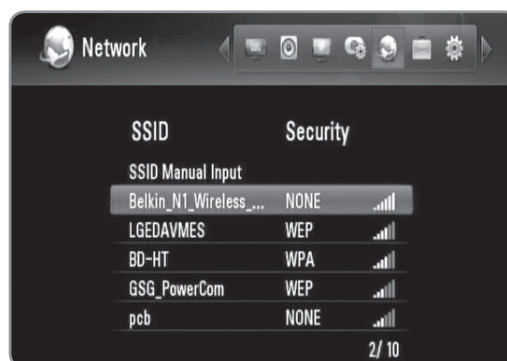 Network
SSID Security
SSID Manual Input
Belkin_N1_Wireless_... NONE
LGEDAVMES WEP
BD-HT WPA
GSG_PowerCom WEP
pcb NONE
2/ 10